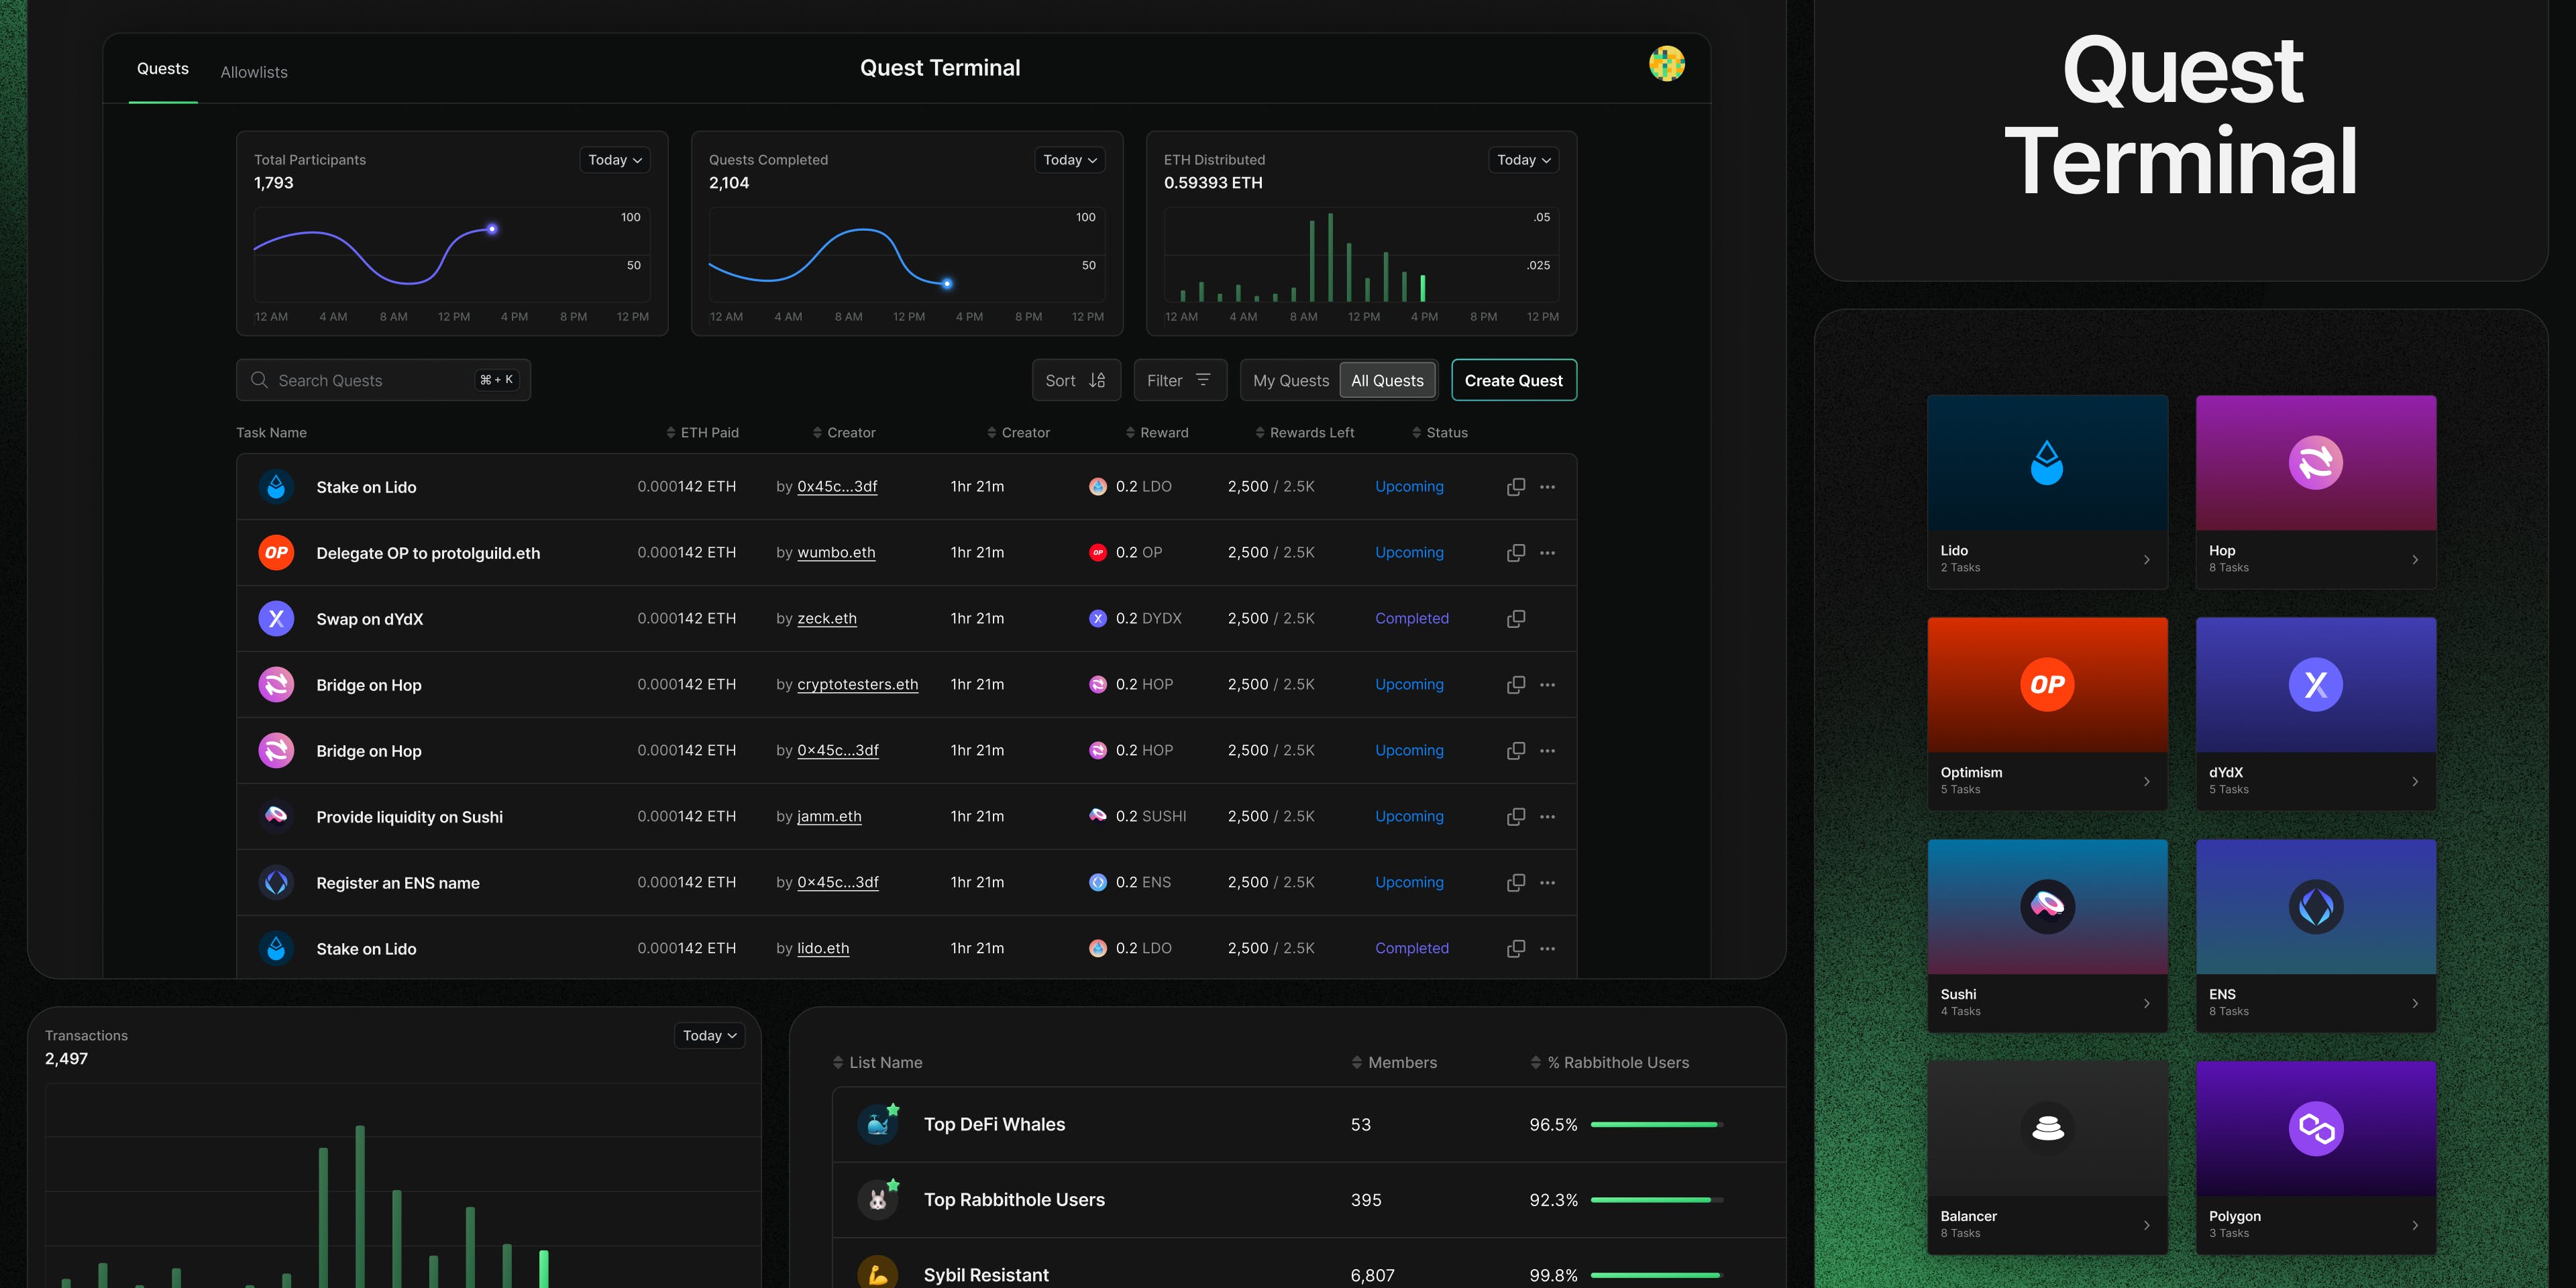 Quests
Allowlists
Quest Terminal
Total Participants
1,793
Today
100
50
12 AM 4 AM 8 AM 12 PM 4 PM 8 PM 12 PM
Quests Completed
2,104
Today
100
50
12 AM 4 AM 8 AM 12 PM 4 PM 8 PM 12 PM
ETH Distributed
0.59393 ETH
Today
.05
.025
12 AM 4 AM 8 AM 12 PM 4 PM 8 PM 12 PM
Search Quests ⌘ + K
Sort
Filter
My Quests
All Quests
Create Quest
Task Name ETH Paid Creator Creator Reward Rewards Left Status
Stake on Lido 0.000142 ETH by 0x45c...3df 1hr 21m 0.2 LDO 2,500 / 2.5K Upcoming
OP Delegate OP to protolguild.eth 0.000142 ETH by wumbo.eth 1hr 21m OP 0.2 OP 2,500 / 2.5K Upcoming
Swap on dYdX 0.000142 ETH by zeck.eth 1hr 21m 0.2 DYDX 2,500 / 2.5K Completed
Bridge on Hop 0.000142 ETH by cryptotesters.eth 1hr 21m 0.2 HOP 2,500 / 2.5K Upcoming
Bridge on Hop 0.000142 ETH by 0×45c...3df 1hr 21m 0.2 HOP 2,500 / 2.5K Upcoming
Provide liquidity on Sushi 0.000142 ETH by jamm.eth 1hr 21m 0.2 SUSHI 2,500 / 2.5K Upcoming
Register an ENS name 0.000142 ETH by 0×45c...3df 1hr 21m 0.2 ENS 2,500 / 2.5K Upcoming
Stake on Lido 0.000142 ETH by lido.eth 1hr 21m 0.2 LDO 2,500 / 2.5K Completed
Transactions
2,497
Today
List Name Members % Rabbithole Users
Top DeFi Whales 53 96.5%
Top Rabbithole Users 395 92.3%
Sybil Resistant 6,807 99.8%
Quest
Terminal
Lido
2 Tasks
Hop
8 Tasks
OP
Optimism
5 Tasks
dYdX
5 Tasks
Sushi
4 Tasks
ENS
8 Tasks
Balancer
8 Tasks
Polygon
3 Tasks